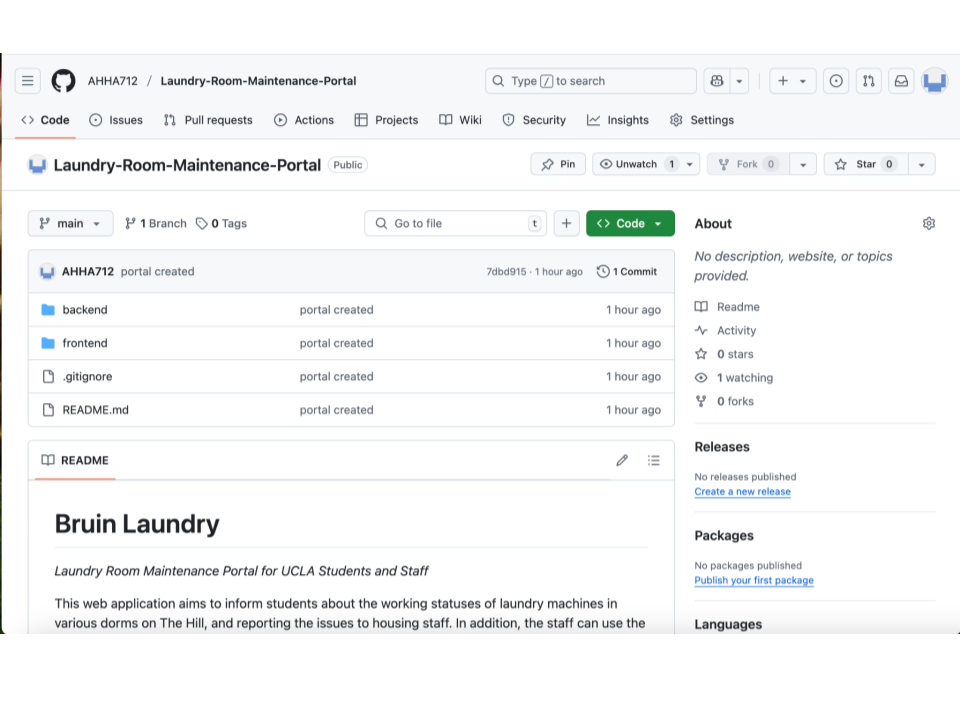 AHHA712 / Laundry-Room-Maintenance-Portal Type / to search
Code Issues Pull requests Actions Projects Wiki Security Insights Settings
Laundry-Room-Maintenance-Portal Public Pin Unwatch 1 Fork 0 Star 0
main 1 Branch 0 Tags Go to file t + Code
AHHA712 portal created 7dbd915 · 1 hour ago 1 Commit
backend portal created 1 hour ago
frontend portal created 1 hour ago
.gitignore portal created 1 hour ago
README.md portal created 1 hour ago
README
Bruin Laundry
Laundry Room Maintenance Portal for UCLA Students and Staff
This web application aims to inform students about the working statuses of laundry machines in
various dorms on The Hill, and reporting the issues to housing staff. In addition, the staff can use the
About
No description, website, or topics
provided.
Readme
Activity
0 stars
1 watching
0 forks
Releases
No releases published
Create a new release
Packages
No packages published
Publish your first package
Languages